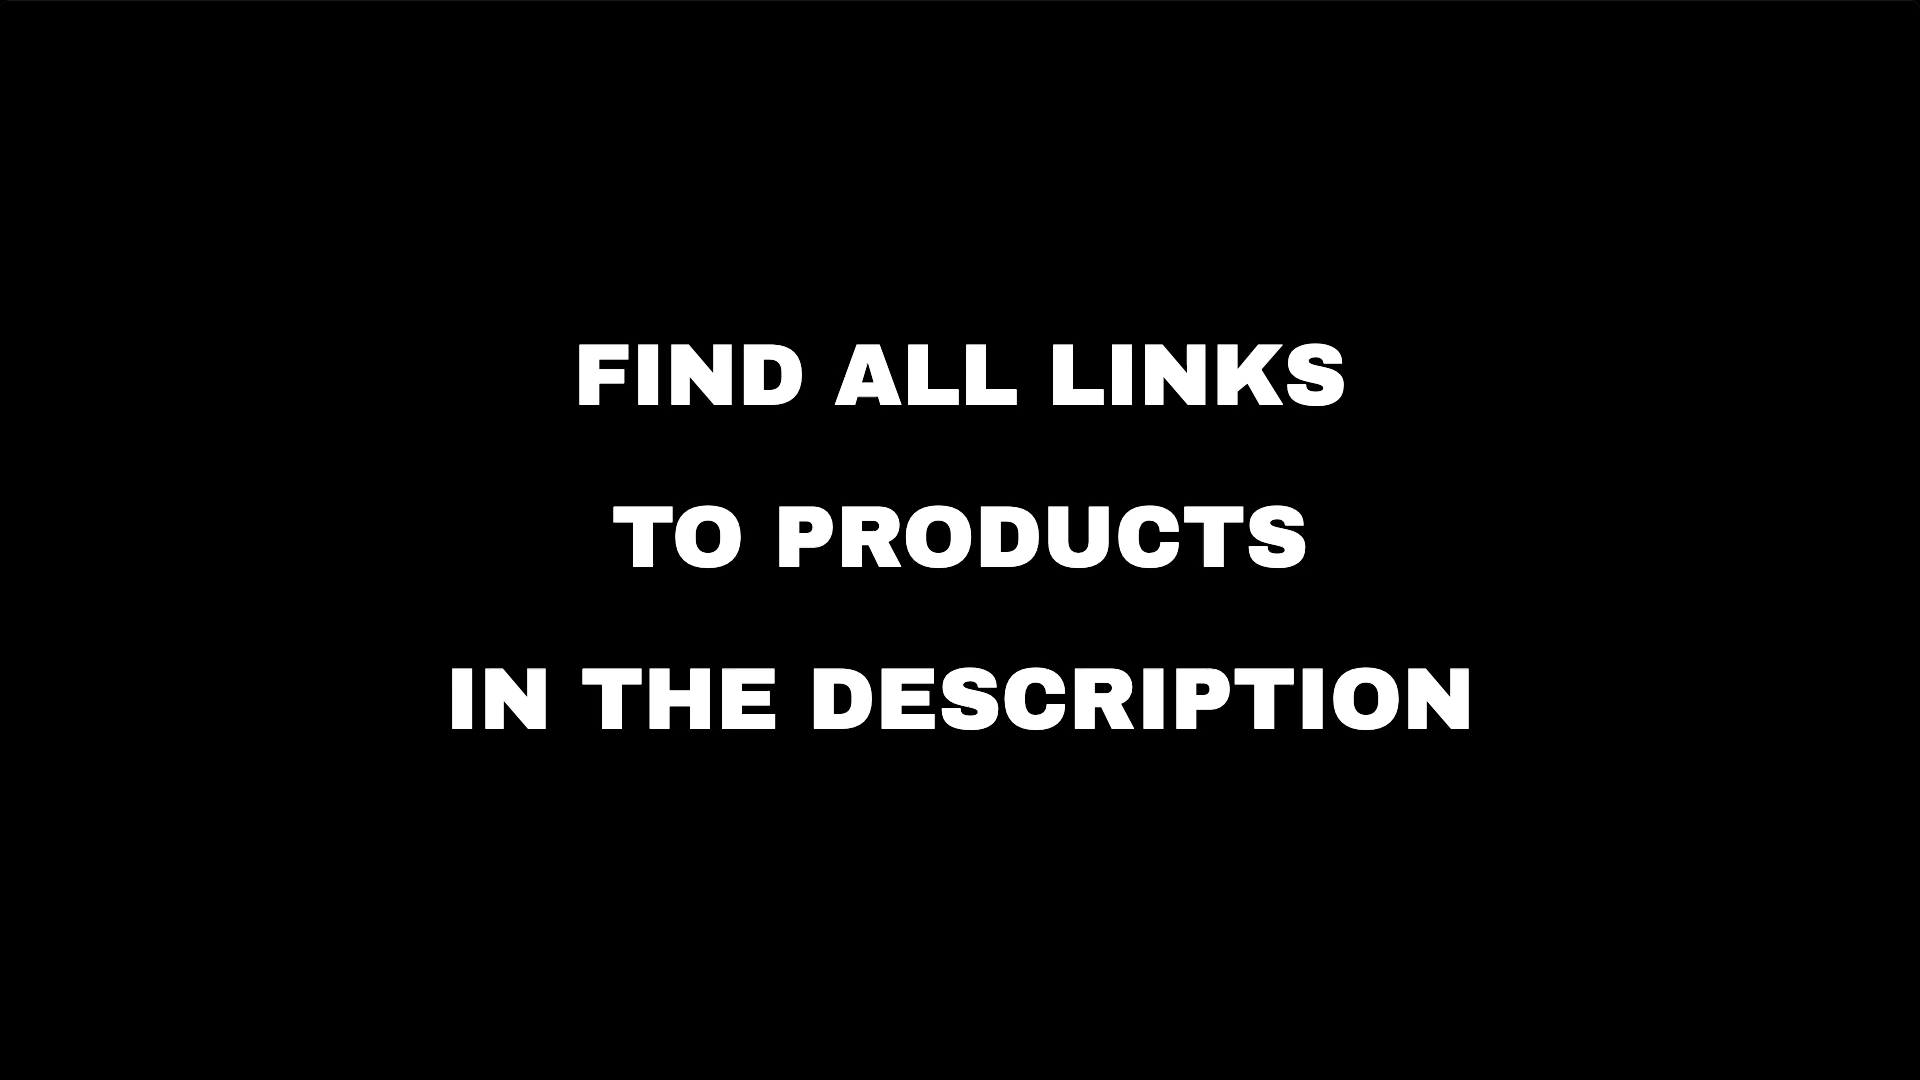 FIND ALL LINKS
TO PRODUCTS
IN THE DESCRIPTION